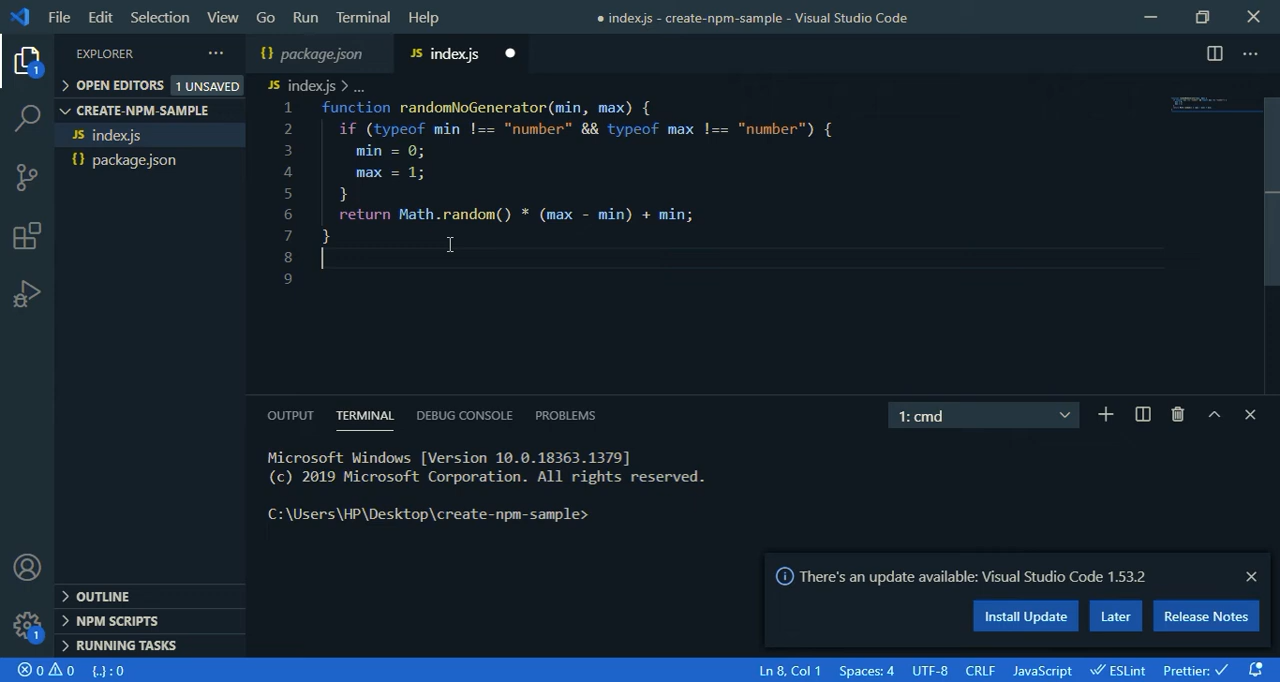 File Edit Selection View Go Run Terminal Help ● index.js - create-npm-sample - Visual Studio Code
EXPLORER ···
{} package.json JS index.js ●
1
OPEN EDITORS 1 UNSAVED
JS index.js > ...
CREATE-NPM-SAMPLE
JS index.js
{} package.json
1 function randomNoGenerator(min, max) {
2 if (typeof min !== "number" && typeof max !== "number") {
3 min = 0;
4 max = 1;
5 }
6 return Math.random() * (max - min) + min;
7 }
8
9
OUTPUT TERMINAL DEBUG CONSOLE PROBLEMS 1: cmd
Microsoft Windows [Version 10.0.18363.1379]
(c) 2019 Microsoft Corporation. All rights reserved.
C:\Users\HP\Desktop\create-npm-sample>
There's an update available: Visual Studio Code 1.53.2
Install Update Later Release Notes
OUTLINE
NPM SCRIPTS
1
RUNNING TASKS
0 0 {..} : 0 Ln 8, Col 1 Spaces: 4 UTF-8 CRLF JavaScript ESLint Prettier: ✓